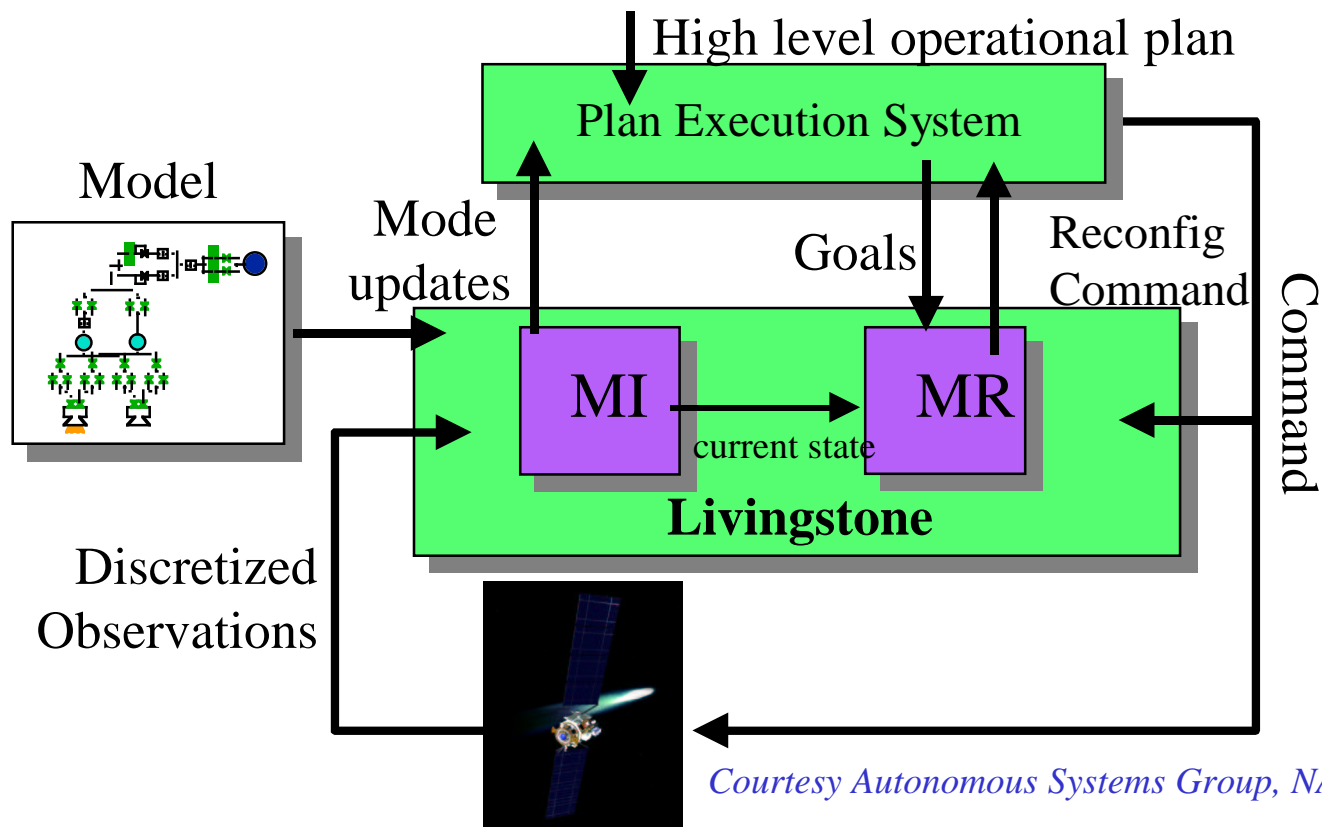 High level operational plan
Plan Execution System
Model
Mode
updates
Goals
Reconfig
Command
Command
MI
MR
current state
Livingstone
Discretized
Observations
Courtesy Autonomous Systems Group, NA